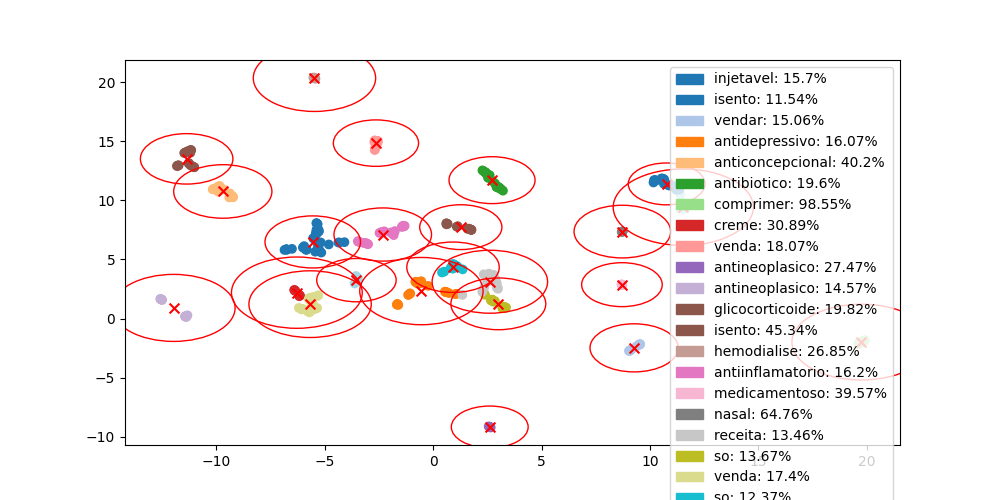 20
15
10
5
0
−5
−10
−10
−5
0
5
10
15
20
injetavel: 15.7%
isento: 11.54%
vendar: 15.06%
antidepressivo: 16.07%
anticoncepcional: 40.2%
antibiotico: 19.6%
comprimer: 98.55%
creme: 30.89%
venda: 18.07%
antineoplasico: 27.47%
antineoplasico: 14.57%
glicocorticoide: 19.82%
isento: 45.34%
hemodialise: 26.85%
antiinflamatorio: 16.2%
medicamentoso: 39.57%
nasal: 64.76%
receita: 13.46%
so: 13.67%
venda: 17.4%
so: 12.37%